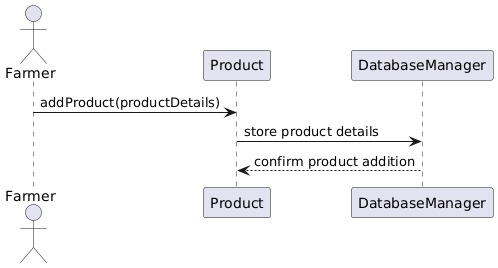 Farmer
Product
DatabaseManager
addProduct(productDetails)
store product details
confirm product addition
Farmer
Product
DatabaseManager